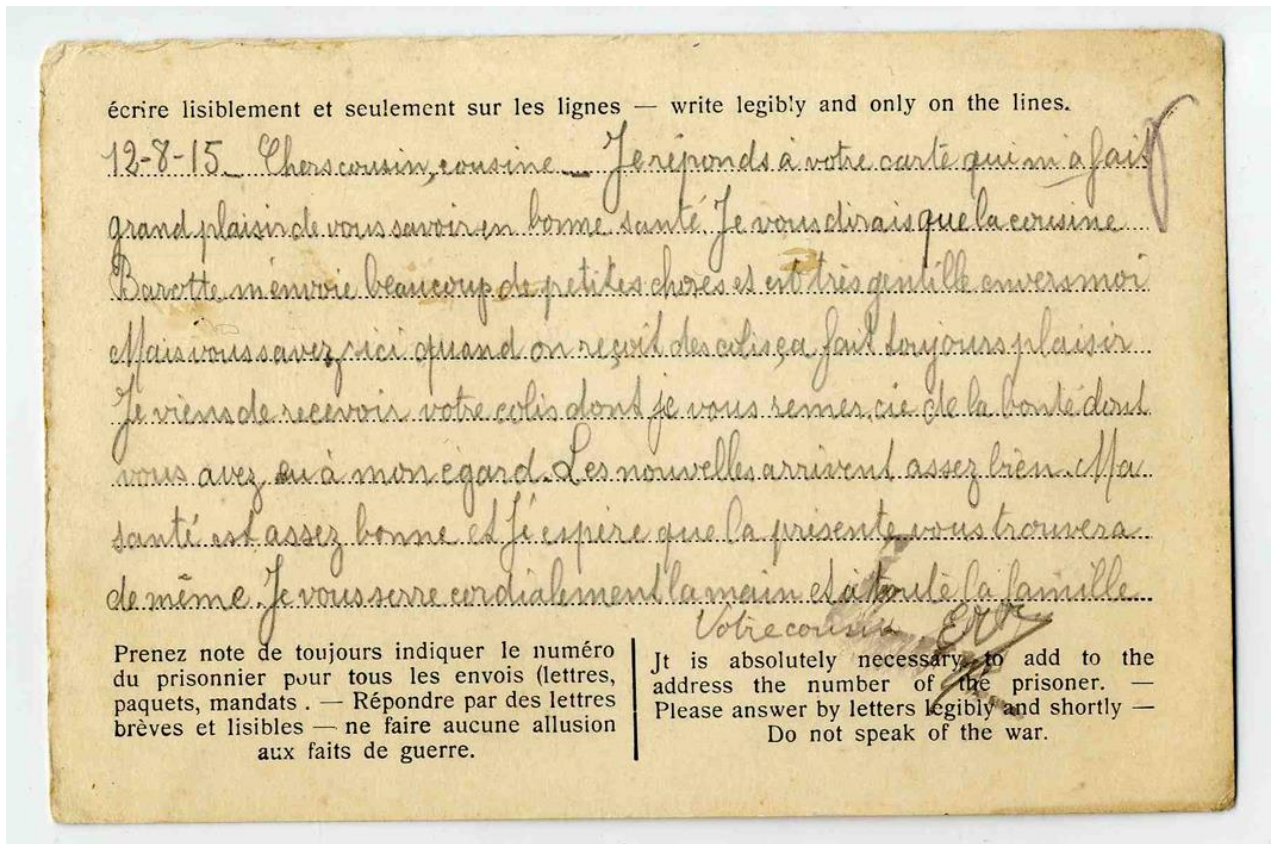 écrire lisiblement et seulement sur les lignes — write legibly and only on the lines.
12-8-15_ Chers cousin, cousine _ Je réponds à votre carte qui m'a fait
grand plaisir de vous savoir en bonne santé Je vous dirais que la cousine
Barotte m'envoie beaucoup de petites choses et est très gentille envers moi
Mais vous savez ici quand on reçoit des colis ça fait toujours plaisir
Je viens de recevoir votre colis dont je vous remercie de la bonté dont
vous avez eu à mon égard. Les nouvelles arrivent assez bien. Ma
santé est assez bonne et J'éspère que la présente vous trouvera
de même. Je vous serre cordialement la main et à toute la famille
Votre cousin
Prenez note de toujours indiquer le numéro
du prisonnier pour tous les envois (lettres,
paquets, mandats . — Répondre par des lettres
brèves et lisibles — ne faire aucune allusion
aux faits de guerre.
Jt is absolutely necessary to add to the
address the number of the prisoner. —
Please answer by letters legibly and shortly —
Do not speak of the war.